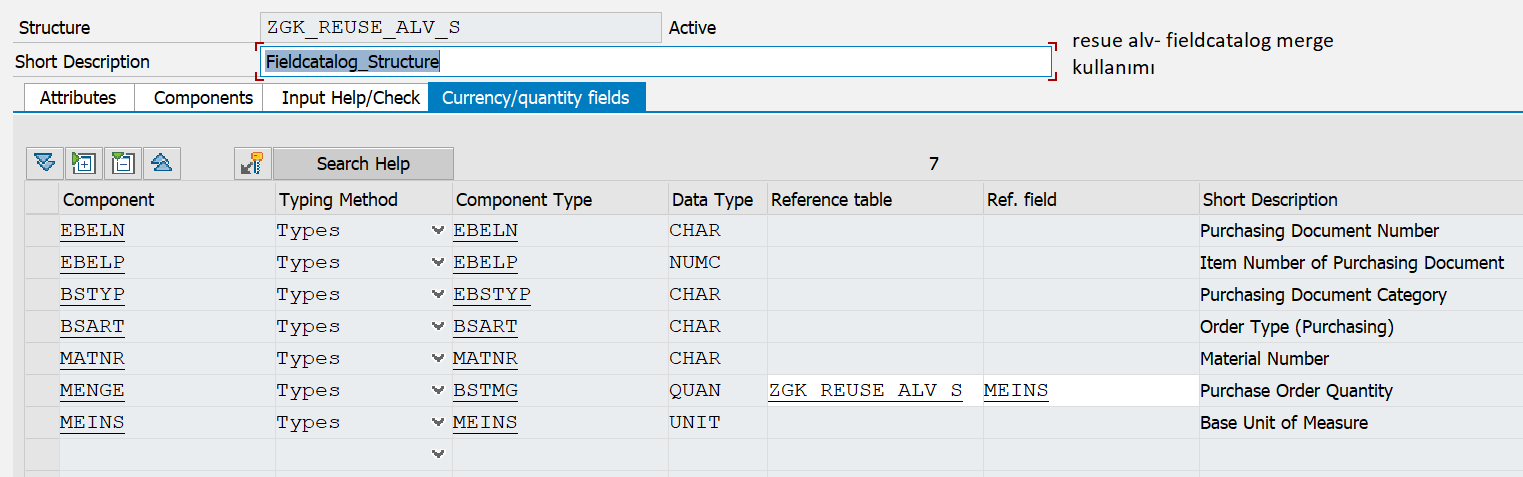 Structure ZGK_REUSE_ALV_S Active
Short Description Fieldcatalog_Structure
resue alv- fieldcatalog merge
kullanımı
Attributes Components Input Help/Check Currency/quantity fields
Search Help 7
Component Typing Method Component Type Data Type Reference table Ref. field Short Description
EBELN Types EBELN CHAR Purchasing Document Number
EBELP Types EBELP NUMC Item Number of Purchasing Document
BSTYP Types EBSTYP CHAR Purchasing Document Category
BSART Types BSART CHAR Order Type (Purchasing)
MATNR Types MATNR CHAR Material Number
MENGE Types BSTMG QUAN ZGK_REUSE_ALV_S MEINS Purchase Order Quantity
MEINS Types MEINS UNIT Base Unit of Measure